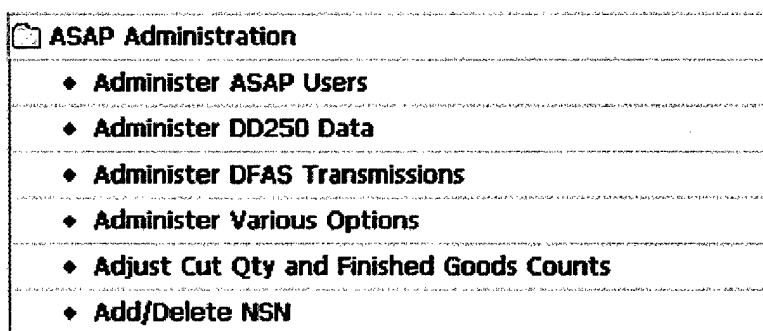 ASAP Administration
Administer ASAP Users
Administer DD250 Data
Administer DFAS Transmissions
Administer Various Options
Adjust Cut Qty and Finished Goods Counts
Add/Delete NSN